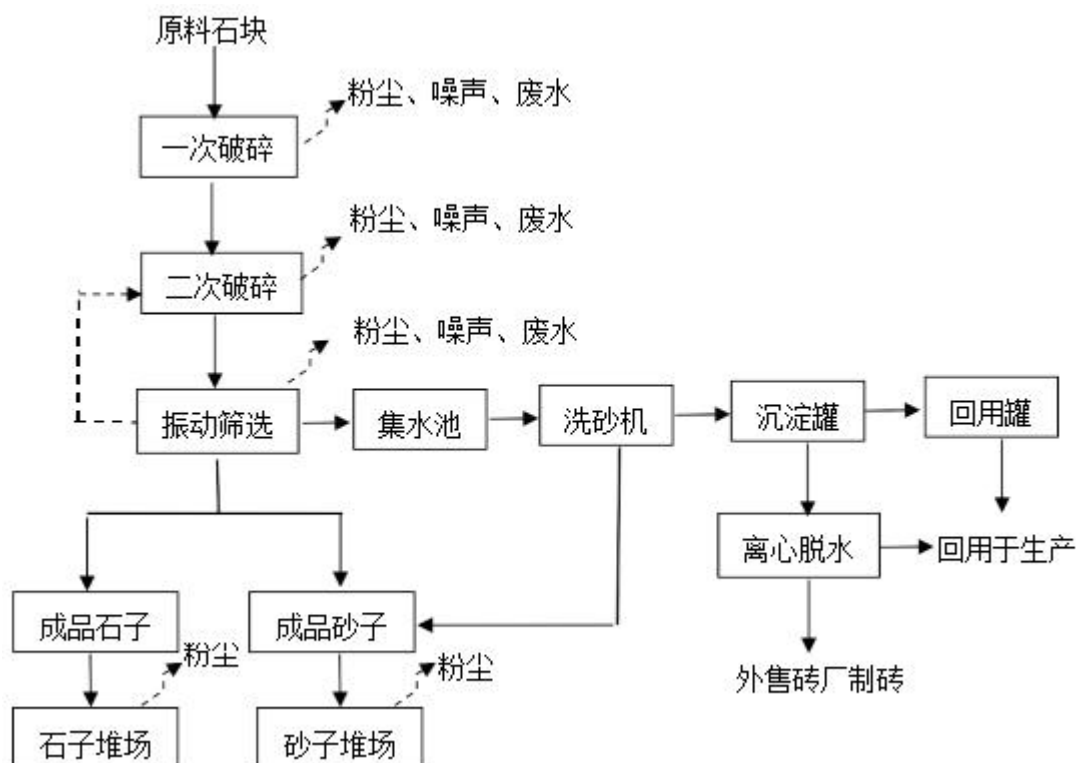 原料石块
粉尘、噪声、废水
一次破碎
粉尘、噪声、废水
二次破碎
粉尘、噪声、废水
振动筛选
集水池
洗砂机
沉淀罐
回用罐
离心脱水
回用于生产
成品石子
成品砂子
粉尘
粉尘
外售砖厂制砖
石子堆场
砂子堆场